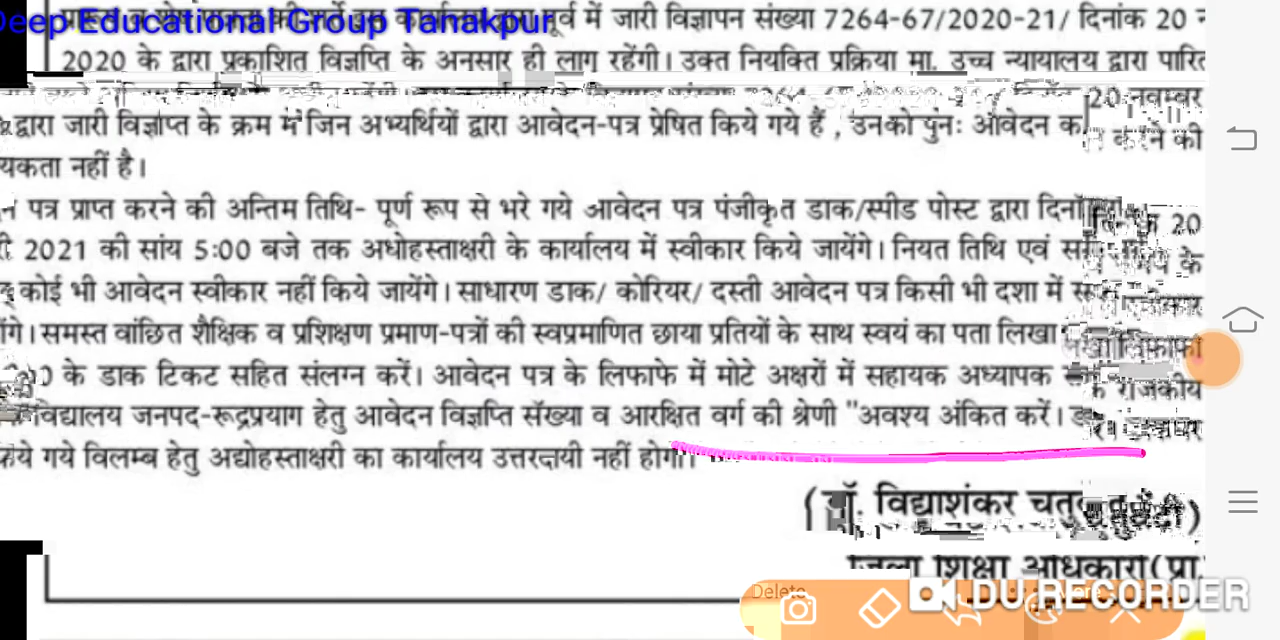 Deep Educational Group Tanakpur
में जारी विज्ञापन संख्या 7264-67/2020-21/ दिनांक 20
2020 के द्वारा प्रकाशित विज्ञप्ति के अनुसार ही लागू रहेंगी। उक्त नियुक्ति प्रक्रिया मा. उच्च न्यायालय द्वारा
20 नवम्बर
द्वारा जारी विज्ञप्ति के क्रम में जिन अभ्यर्थियों द्वारा आवेदन-पत्र प्रेषित किये गये हैं , उनको पुनः आवेदन करने की
यकता नहीं है।
पत्र प्राप्त करने की अन्तिम तिथि- पूर्ण रूप से भरे गये आवेदन पत्र पंजीकृत डाक/स्पीड पोस्ट द्वारा 20
2021 की सांय 5:00 बजे तक अधोहस्ताक्षरी के कार्यालय में स्वीकार किये जायेंगे। नियत तिथि एवं के
कोई भी आवेदन स्वीकार नहीं किये जायेंगे। साधारण डाक/ कोरियर/ दस्ती आवेदन पत्र किसी भी दशा में
समस्त वांछित शैक्षिक व प्रशिक्षण प्रमाण-पत्रों की स्वप्रमाणित छाया प्रतियों के साथ स्वयं का पता लिखा लिफाफा
के डाक टिकट सहित संलग्न करें। आवेदन पत्र के लिफाफे में मोटे अक्षरों में सहायक अध्यापक राजकीय
विद्यालय जनपद-रूद्रप्रयाग हेतु आवेदन विज्ञप्ति सँख्या व आरक्षित वर्ग की श्रेणी "अवश्य अंकित करें।
गये विलम्ब हेतु अद्योहस्ताक्षरी का कार्यालय उत्तरदायी नहीं होगा।
(डॉ. विद्याशंकर
जिला शिक्षा अधिकारी(प्रा.
Delete
More
DU RECORDER